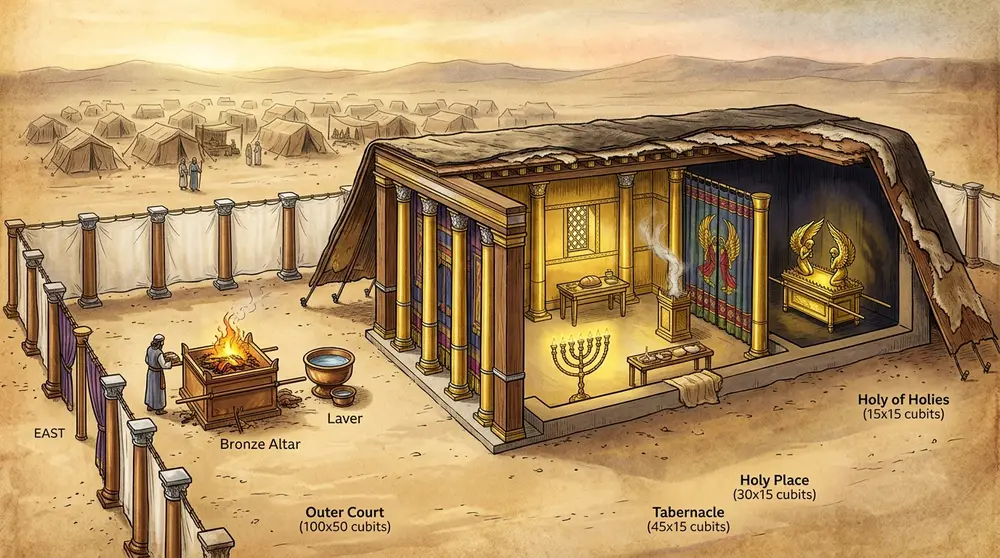 EAST
Bronze Altar
Laver
Outer Court
(100x50 cubits)
Tabernacle
(45x15 cubits)
Holy Place
(30x15 cubits)
Holy of Holies
(15x15 cubits)